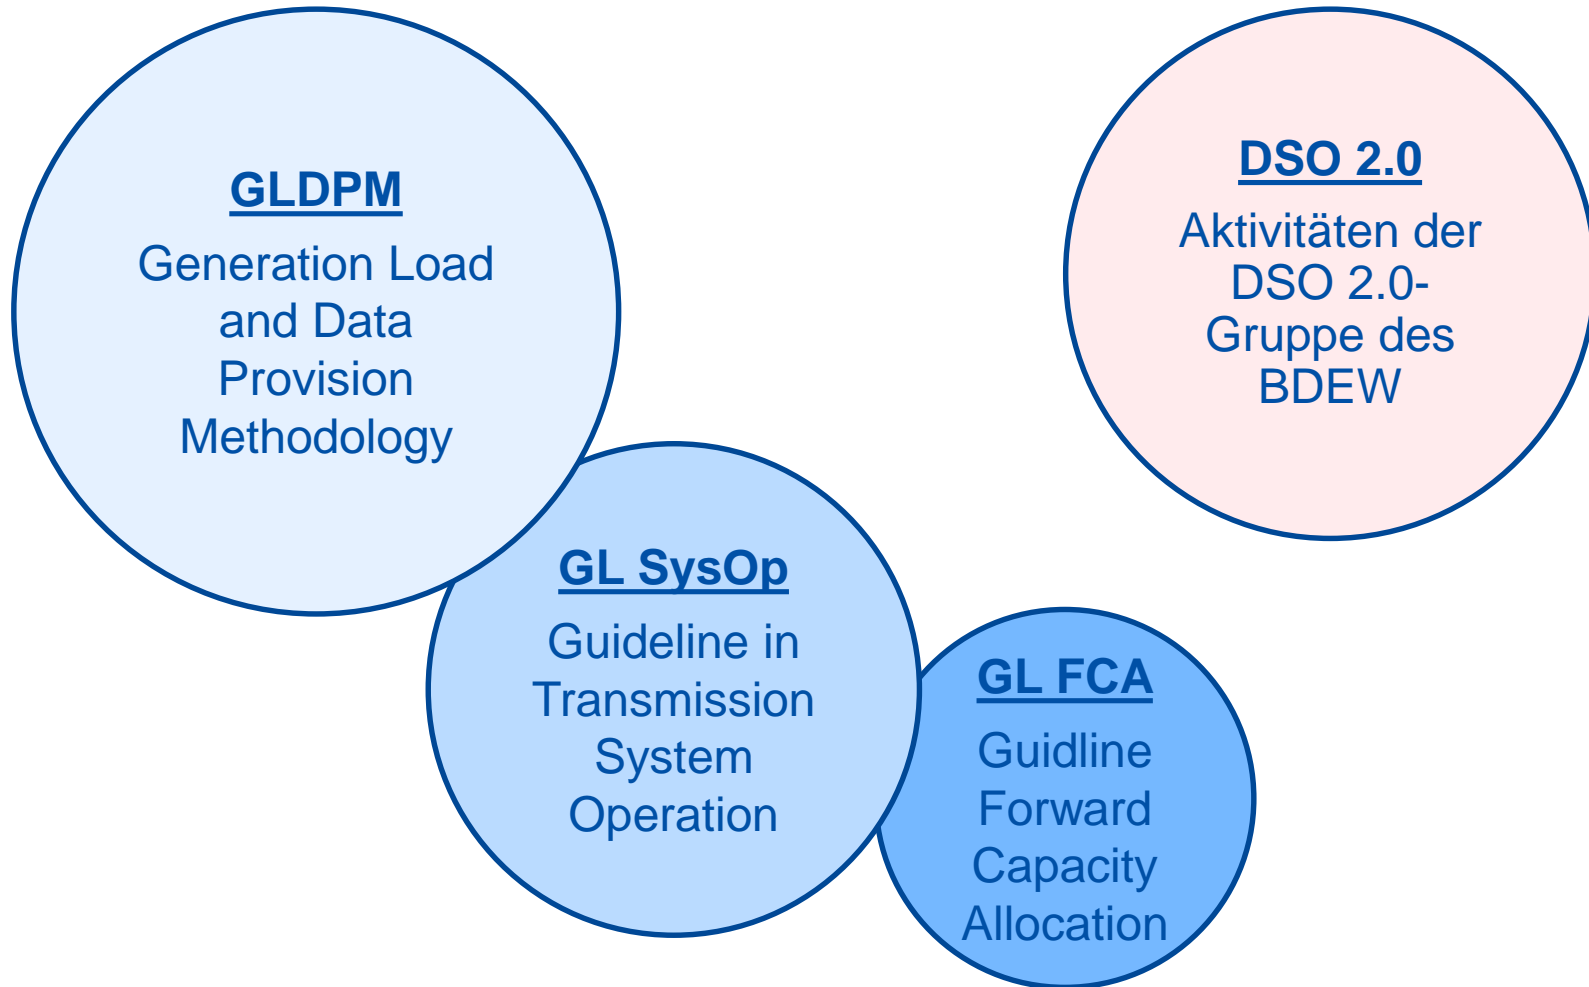 GLDPM
Generation Load
and Data
Provision
Methodology
DSO 2.0
Aktivitäten der
DSO 2.0-
Gruppe des
BDEW
GL SysOp
Guideline in
Transmission
System
Operation
GL FCA
Guidline
Forward
Capacity
Allocation